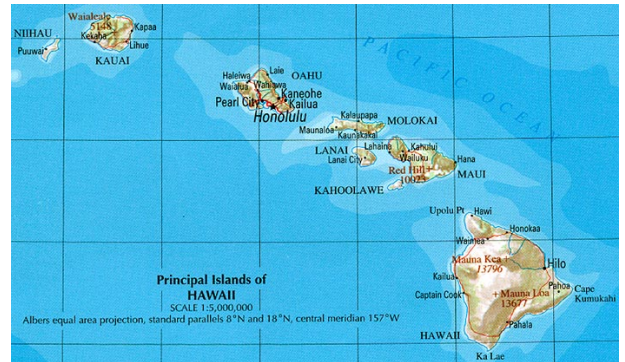 Waialeale
5148
NIIHAU
Kapaa
Kekaha
Lihue
Puuwai
KAUAI
Laie
Haleiwa
OAHU
Wahiawa
Waialua
Kaneohe
Pearl City
Kailua
Honolulu
PACIFIC OCEAN
Kalaupapa
MOLOKAI
Maunaloa
Kaunakakai
Kahului
LANAI
Lahaina
Wailuku
Lanai City
Hana
Red Hill
10023
MAUI
KAHOOLAWE
Upolu Pt
Hawi
Honokaa
Waimea
Mauna Kea
13796
Hilo
Kailua
Captain Cook
Mauna Loa
13677
Pahoa
Cape
Kumukahi
Pahala
HAWAII
Ka Lae
Principal Islands of
HAWAII
SCALE 1:5,000,000
Albers equal area projection, standard parallels 8°N and 18°N, central meridian 157°W